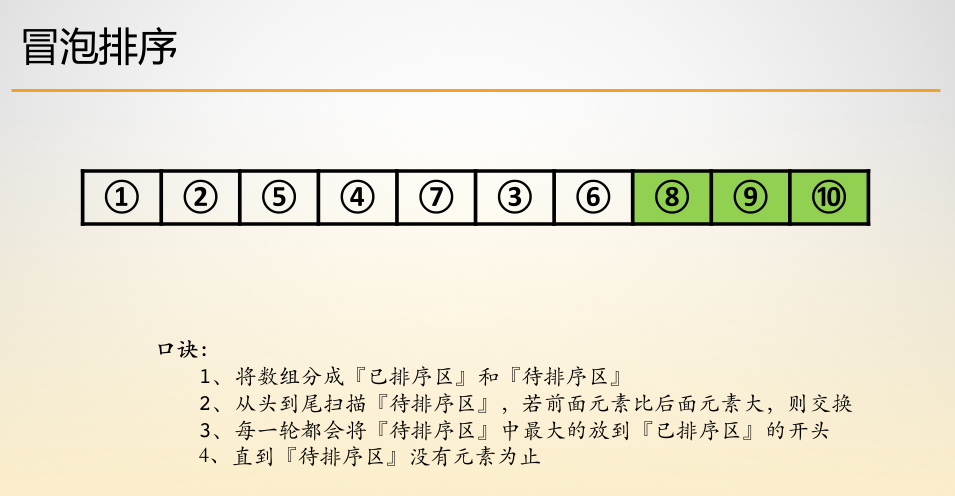 冒泡排序
① ② ⑤ ④ ⑦ ③ ⑥ ⑧ ⑨ ⑩
口诀：
1、将数组分成『已排序区』和『待排序区』
2、从头到尾扫描『待排序区』，若前面元素比后面元素大，则交换
3、每一轮都会将『待排序区』中最大的放到『已排序区』的开头
4、直到『待排序区』没有元素为止